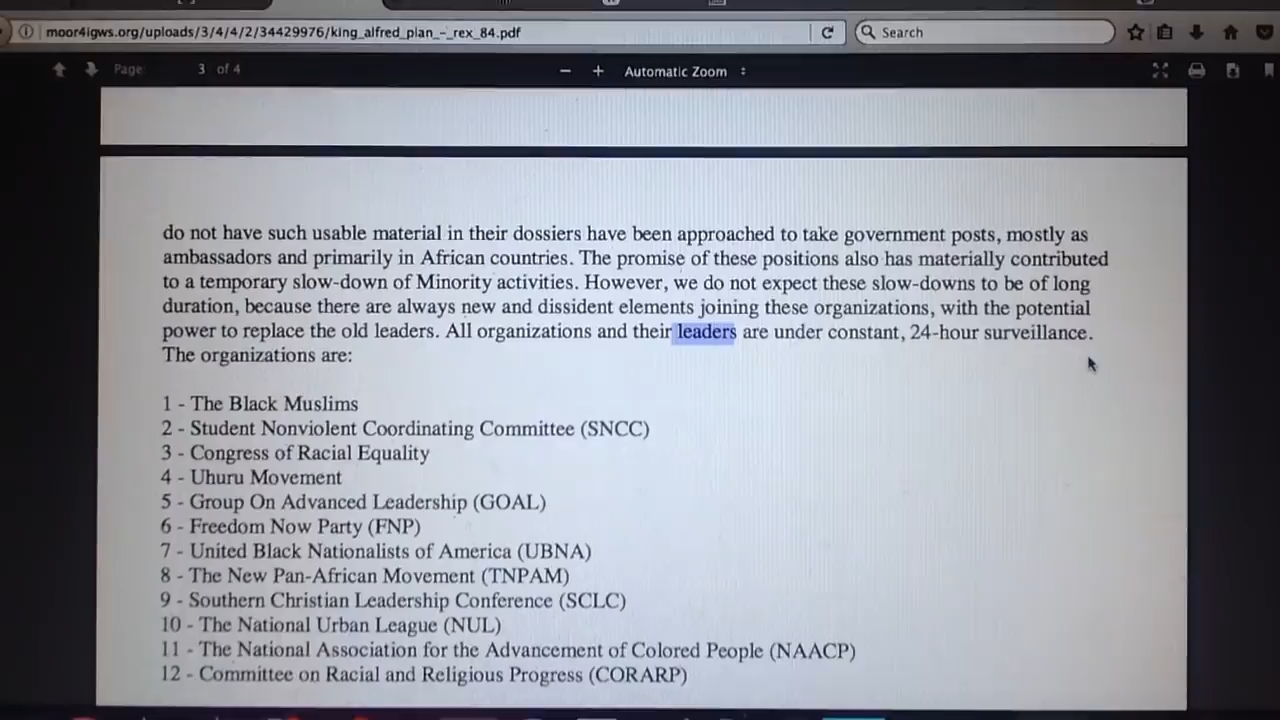 moor4igws.org/uploads/3/4/4/2/34429976/king_alfred_plan_-_rex_84.pdf
Search
Page: 3 of 4
Automatic Zoom
do not have such usable material in their dossiers have been approached to take government posts, mostly as
ambassadors and primarily in African countries. The promise of these positions also has materially contributed
to a temporary slow-down of Minority activities. However, we do not expect these slow-downs to be of long
duration, because there are always new and dissident elements joining these organizations, with the potential
power to replace the old leaders. All organizations and their leaders are under constant, 24-hour surveillance.
The organizations are:
1 - The Black Muslims
2 - Student Nonviolent Coordinating Committee (SNCC)
3 - Congress of Racial Equality
4 - Uhuru Movement
5 - Group On Advanced Leadership (GOAL)
6 - Freedom Now Party (FNP)
7 - United Black Nationalists of America (UBNA)
8 - The New Pan-African Movement (TNPAM)
9 - Southern Christian Leadership Conference (SCLC)
10 - The National Urban League (NUL)
11 - The National Association for the Advancement of Colored People (NAACP)
12 - Committee on Racial and Religious Progress (CORARP)